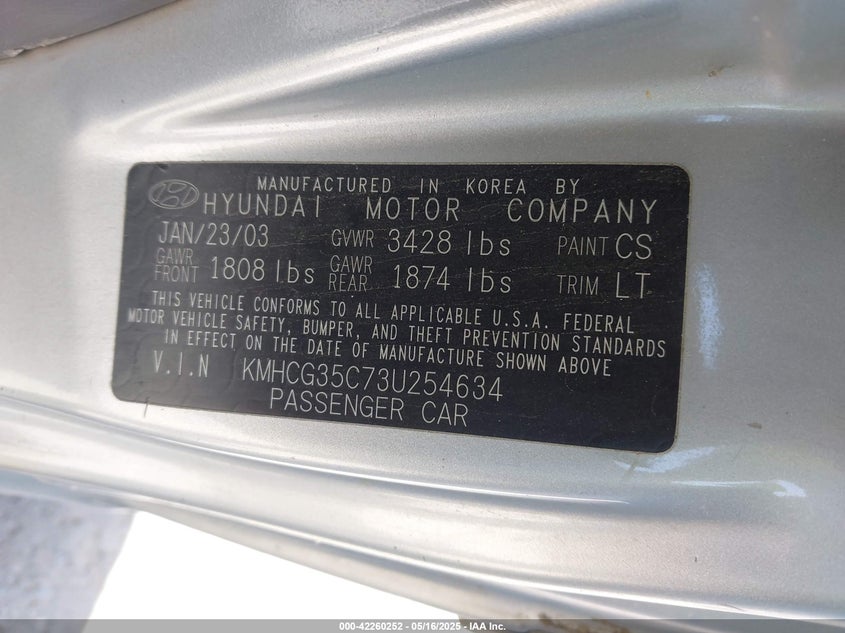 MANUFACTURED IN KOREA BY
HYUNDAI MOTOR COMPANY
JAN/23/03 GVWR 3428 lbs PAINT CS
GAWR FRONT 1808 lbs GAWR REAR 1874 lbs TRIM LT
THIS VEHICLE CONFORMS TO ALL APPLICABLE U.S.A. FEDERAL
MOTOR VEHICLE SAFETY, BUMPER, AND THEFT PREVENTION STANDARDS
IN EFFECT ON THE DATE OF MANUFACTURE SHOWN ABOVE
V.I.N KMHCG35C73U254634
PASSENGER CAR
000-42260252 - 05/16/2025 - IAA Inc.